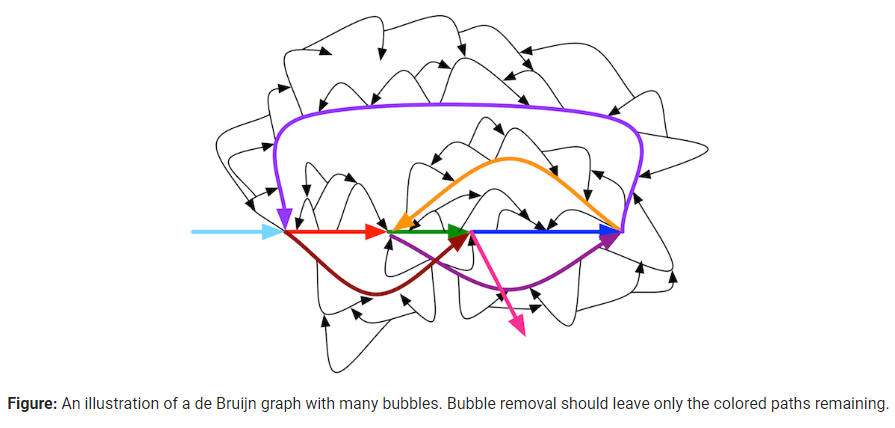 Figure: An illustration of a de Bruijn graph with many bubbles. Bubble removal should leave only the colored paths remaining.